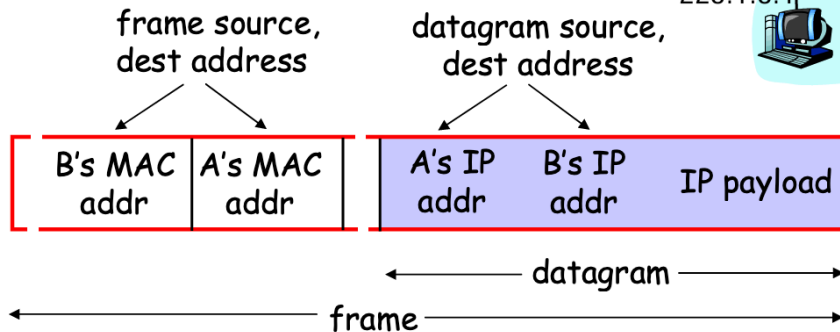 frame source,
dest address
datagram source,
dest address
B's MAC
addr
A's MAC
addr
A's IP
addr
B's IP
addr
IP payload
datagram
frame